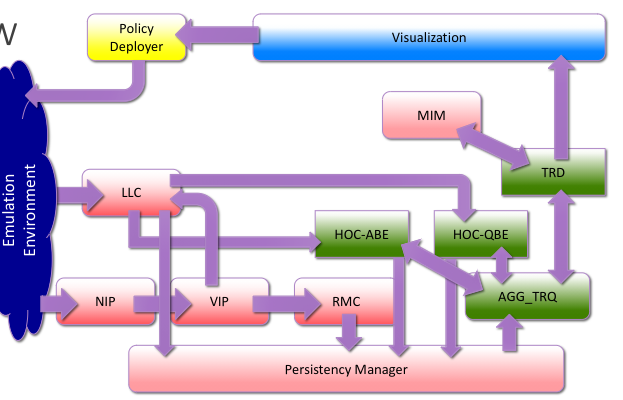 W
Policy
Deployer
Visualization
MIM
TRD
Emulation
Environment
LLC
HOC-ABE
HOC-QBE
NIP
VIP
RMC
AGG_TRQ
Persistency Manager